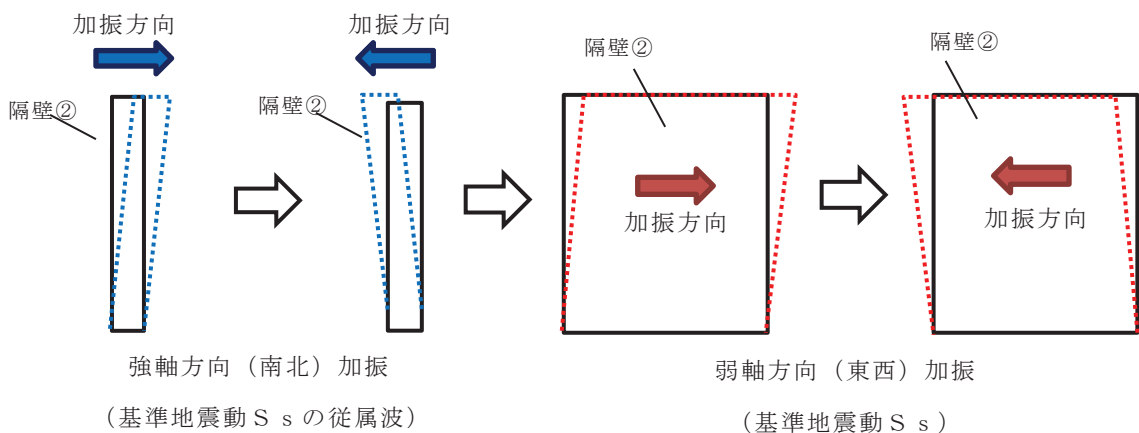 加振方向
加振方向
隔壁②
隔壁②
隔壁②
隔壁②
加振方向
加振方向
強軸方向（南北）加振
（基準地震動Ｓｓの従属波）
弱軸方向（東西）加振
（基準地震動Ｓｓ）